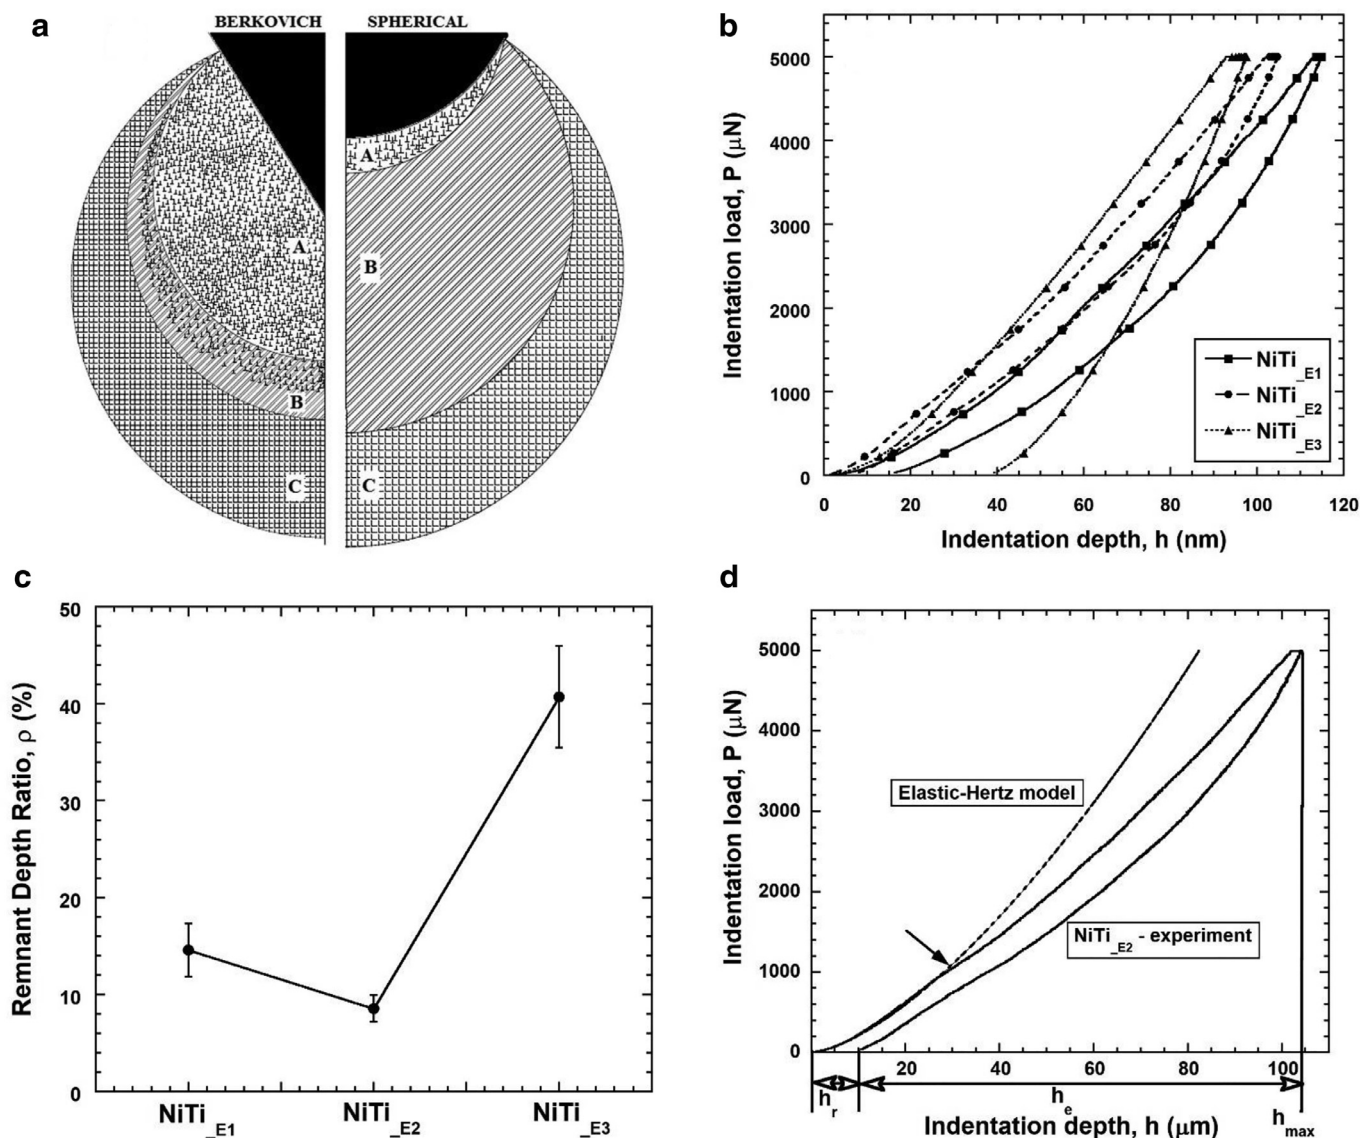 a
BERKOVICH
SPHERICAL
A
B
C
A
B
C
b
Indentation load, P (μN)
5000
4000
3000
2000
1000
0
0 20 40 60 80 100 120
Indentation depth, h (nm)
NiTi_E1
NiTi_E2
NiTi_E3
c
Remnant Depth Ratio, ρ (%)
50
40
30
20
10
0
NiTi_E1 NiTi_E2 NiTi_E3
d
Indentation load, P (μN)
5000
4000
3000
2000
1000
0
Elastic-Hertz model
NiTi_E2 - experiment
20 40 60 80 100
h_r h_e h_max
Indentation depth, h (μm)